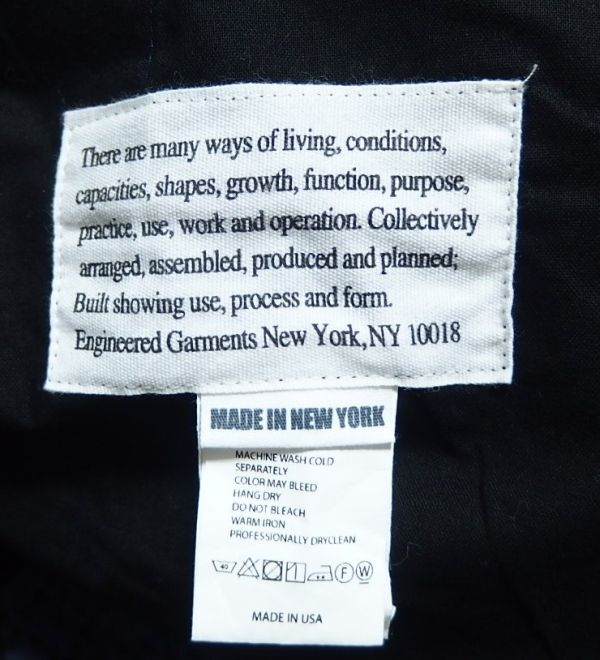 There are many ways of living, conditions,
capacities, shapes, growth, function, purpose,
practice, use, work and operation. Collectively
arranged, assembled, produced and planned;
Built showing use, process and form.
Engineered Garments New York, NY 10018
MADE IN NEW YORK
MACHINE WASH COLD
SEPARATELY
COLOR MAY BLEED
HANG DRY
DO NOT BLEACH
WARM IRON
PROFESSIONALLY DRYCLEAN
40 F W
MADE IN USA